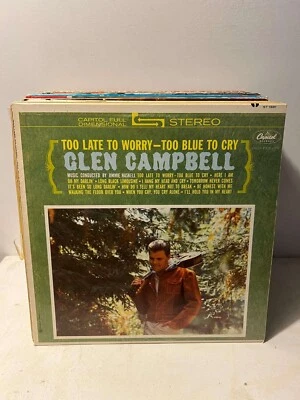 CAPITOL FULL
DIMENSIONAL
STEREO
Capitol
TOO LATE TO WORRY—TOO BLUE TO CRY
GLEN CAMPBELL
MUSIC CONDUCTED BY JIMMIE HASKELL TOO LATE TO WORRY–TOO BLUE TO CRY • HERE I AM
SO MY DARLIN' • LONG BLACK LIMOUSINE • I HANG MY HEAD AND CRY • TOMORROW NEVER COMES
IT'S BEEN SO LONG DARLIN' • HOW DO I TELL MY HEART NOT TO BREAK • BE HONEST WITH ME
WALKING THE FLOOR OVER YOU • WHEN YOU CRY, YOU CRY ALONE • I'LL HOLD YOU IN MY HEART